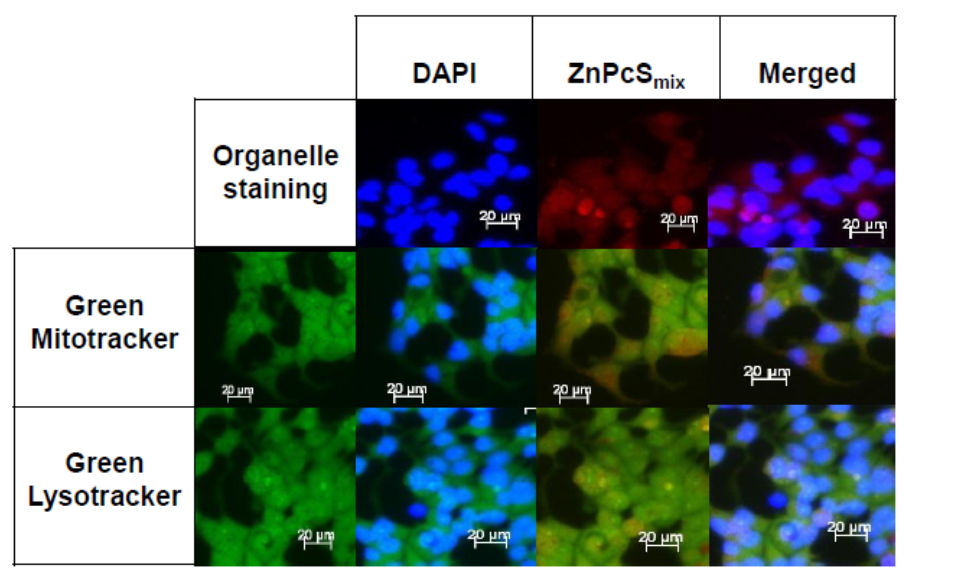 DAPI ZnPcSmix Merged
Organelle
staining
20 µm 20 µm 20 µm
Green
Mitotracker
20 µm 20 µm 20 µm 20 µm
Green
Lysotracker
20 µm 20 µm 20 µm 20 µm